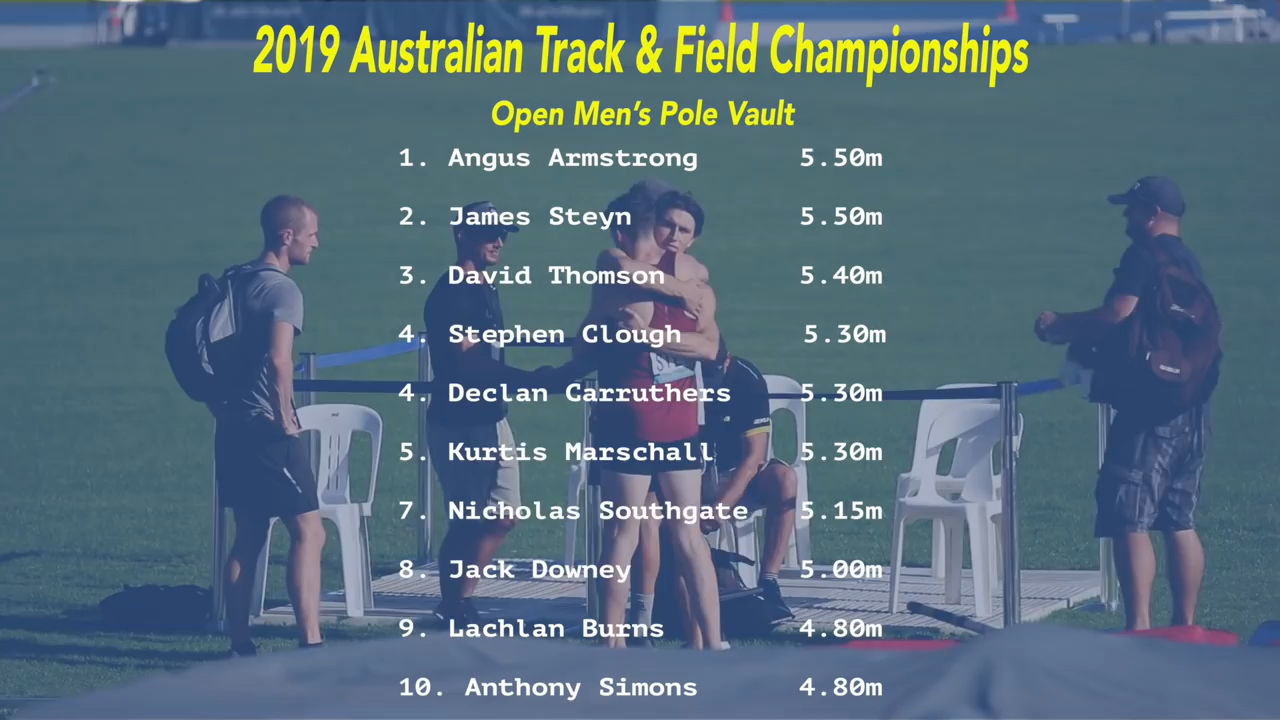 2019 Australian Track & Field Championships
Open Men's Pole Vault
1. Angus Armstrong 5.50m
2. James Steyn 5.50m
3. David Thomson 5.40m
4. Stephen Clough 5.30m
4. Declan Carruthers 5.30m
5. Kurtis Marschall 5.30m
7. Nicholas Southgate 5.15m
8. Jack Downey 5.00m
9. Lachlan Burns 4.80m
10. Anthony Simons 4.80m